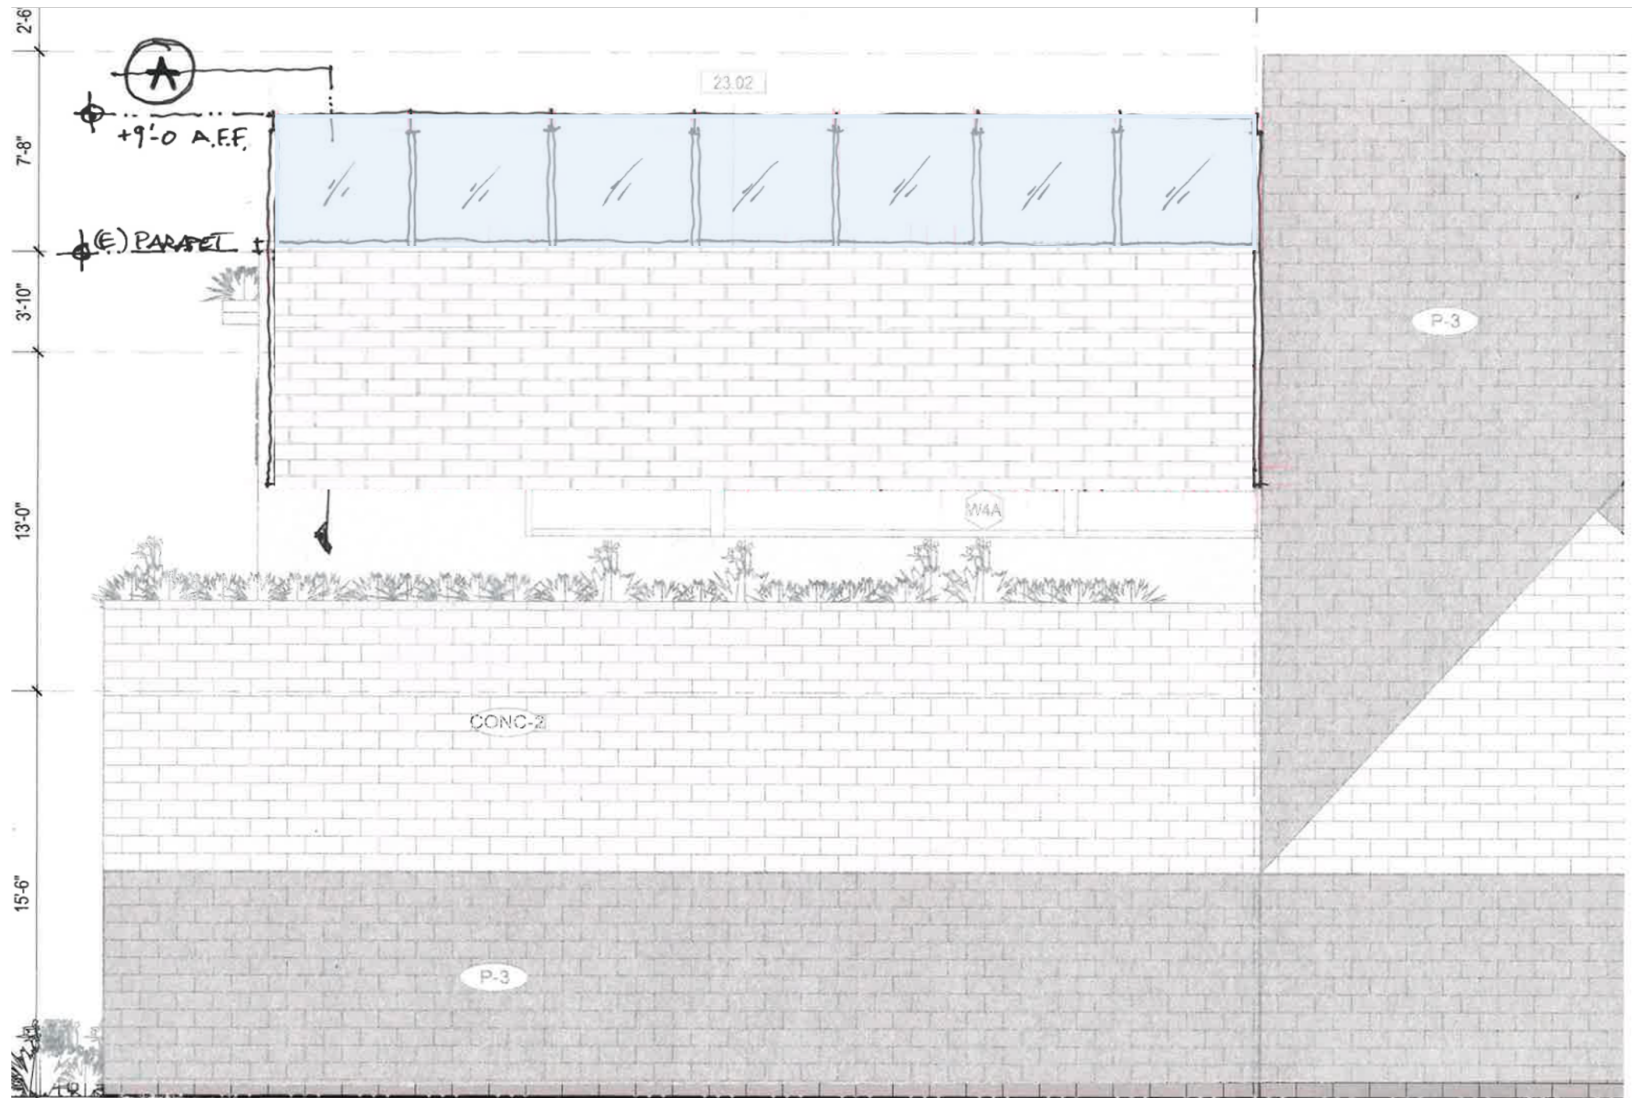 2'-6
A
23.02
+9'-0 A.F.F.
7'-8"
(E.) PARAPET
3'-10"
P-3
W4A
13'-0"
CONC-2
15'-6"
P-3